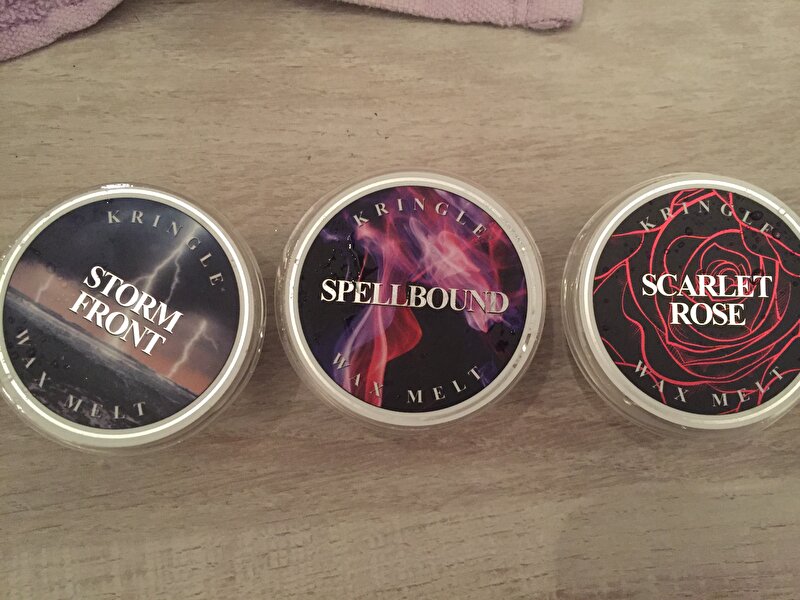 KRINGLE
STORM
FRONT
WAX MELT
KRINGLE
SPELLBOUND
WAX MELT
KRINGLE
SCARLET
ROSE
WAX MELT